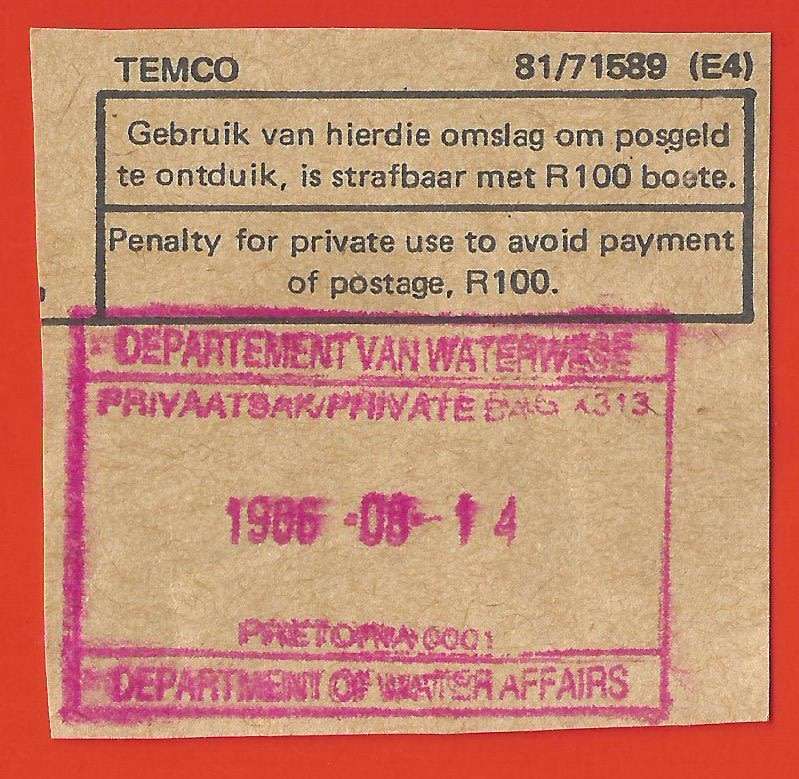 TEMCO 81/71589 (E4)
Gebruik van hierdie omslag om posgeld
te ontduik, is strafbaar met R100 boete.
Penalty for private use to avoid payment
of postage, R100.
DEPARTEMENT VAN WATERWESE
PRIVAATSAK/PRIVATE BAG X313
1986 -08- 14
PRETORIA 0001
DEPARTMENT OF WATER AFFAIRS